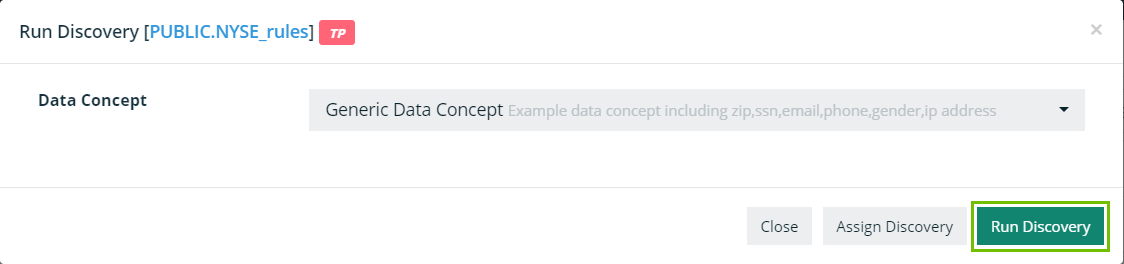 Run Discovery [PUBLIC.NYSE_rules] TP ×
Data Concept
Generic Data Concept Example data concept including zip,ssn,email,phone,gender,ip address
Close Assign Discovery Run Discovery